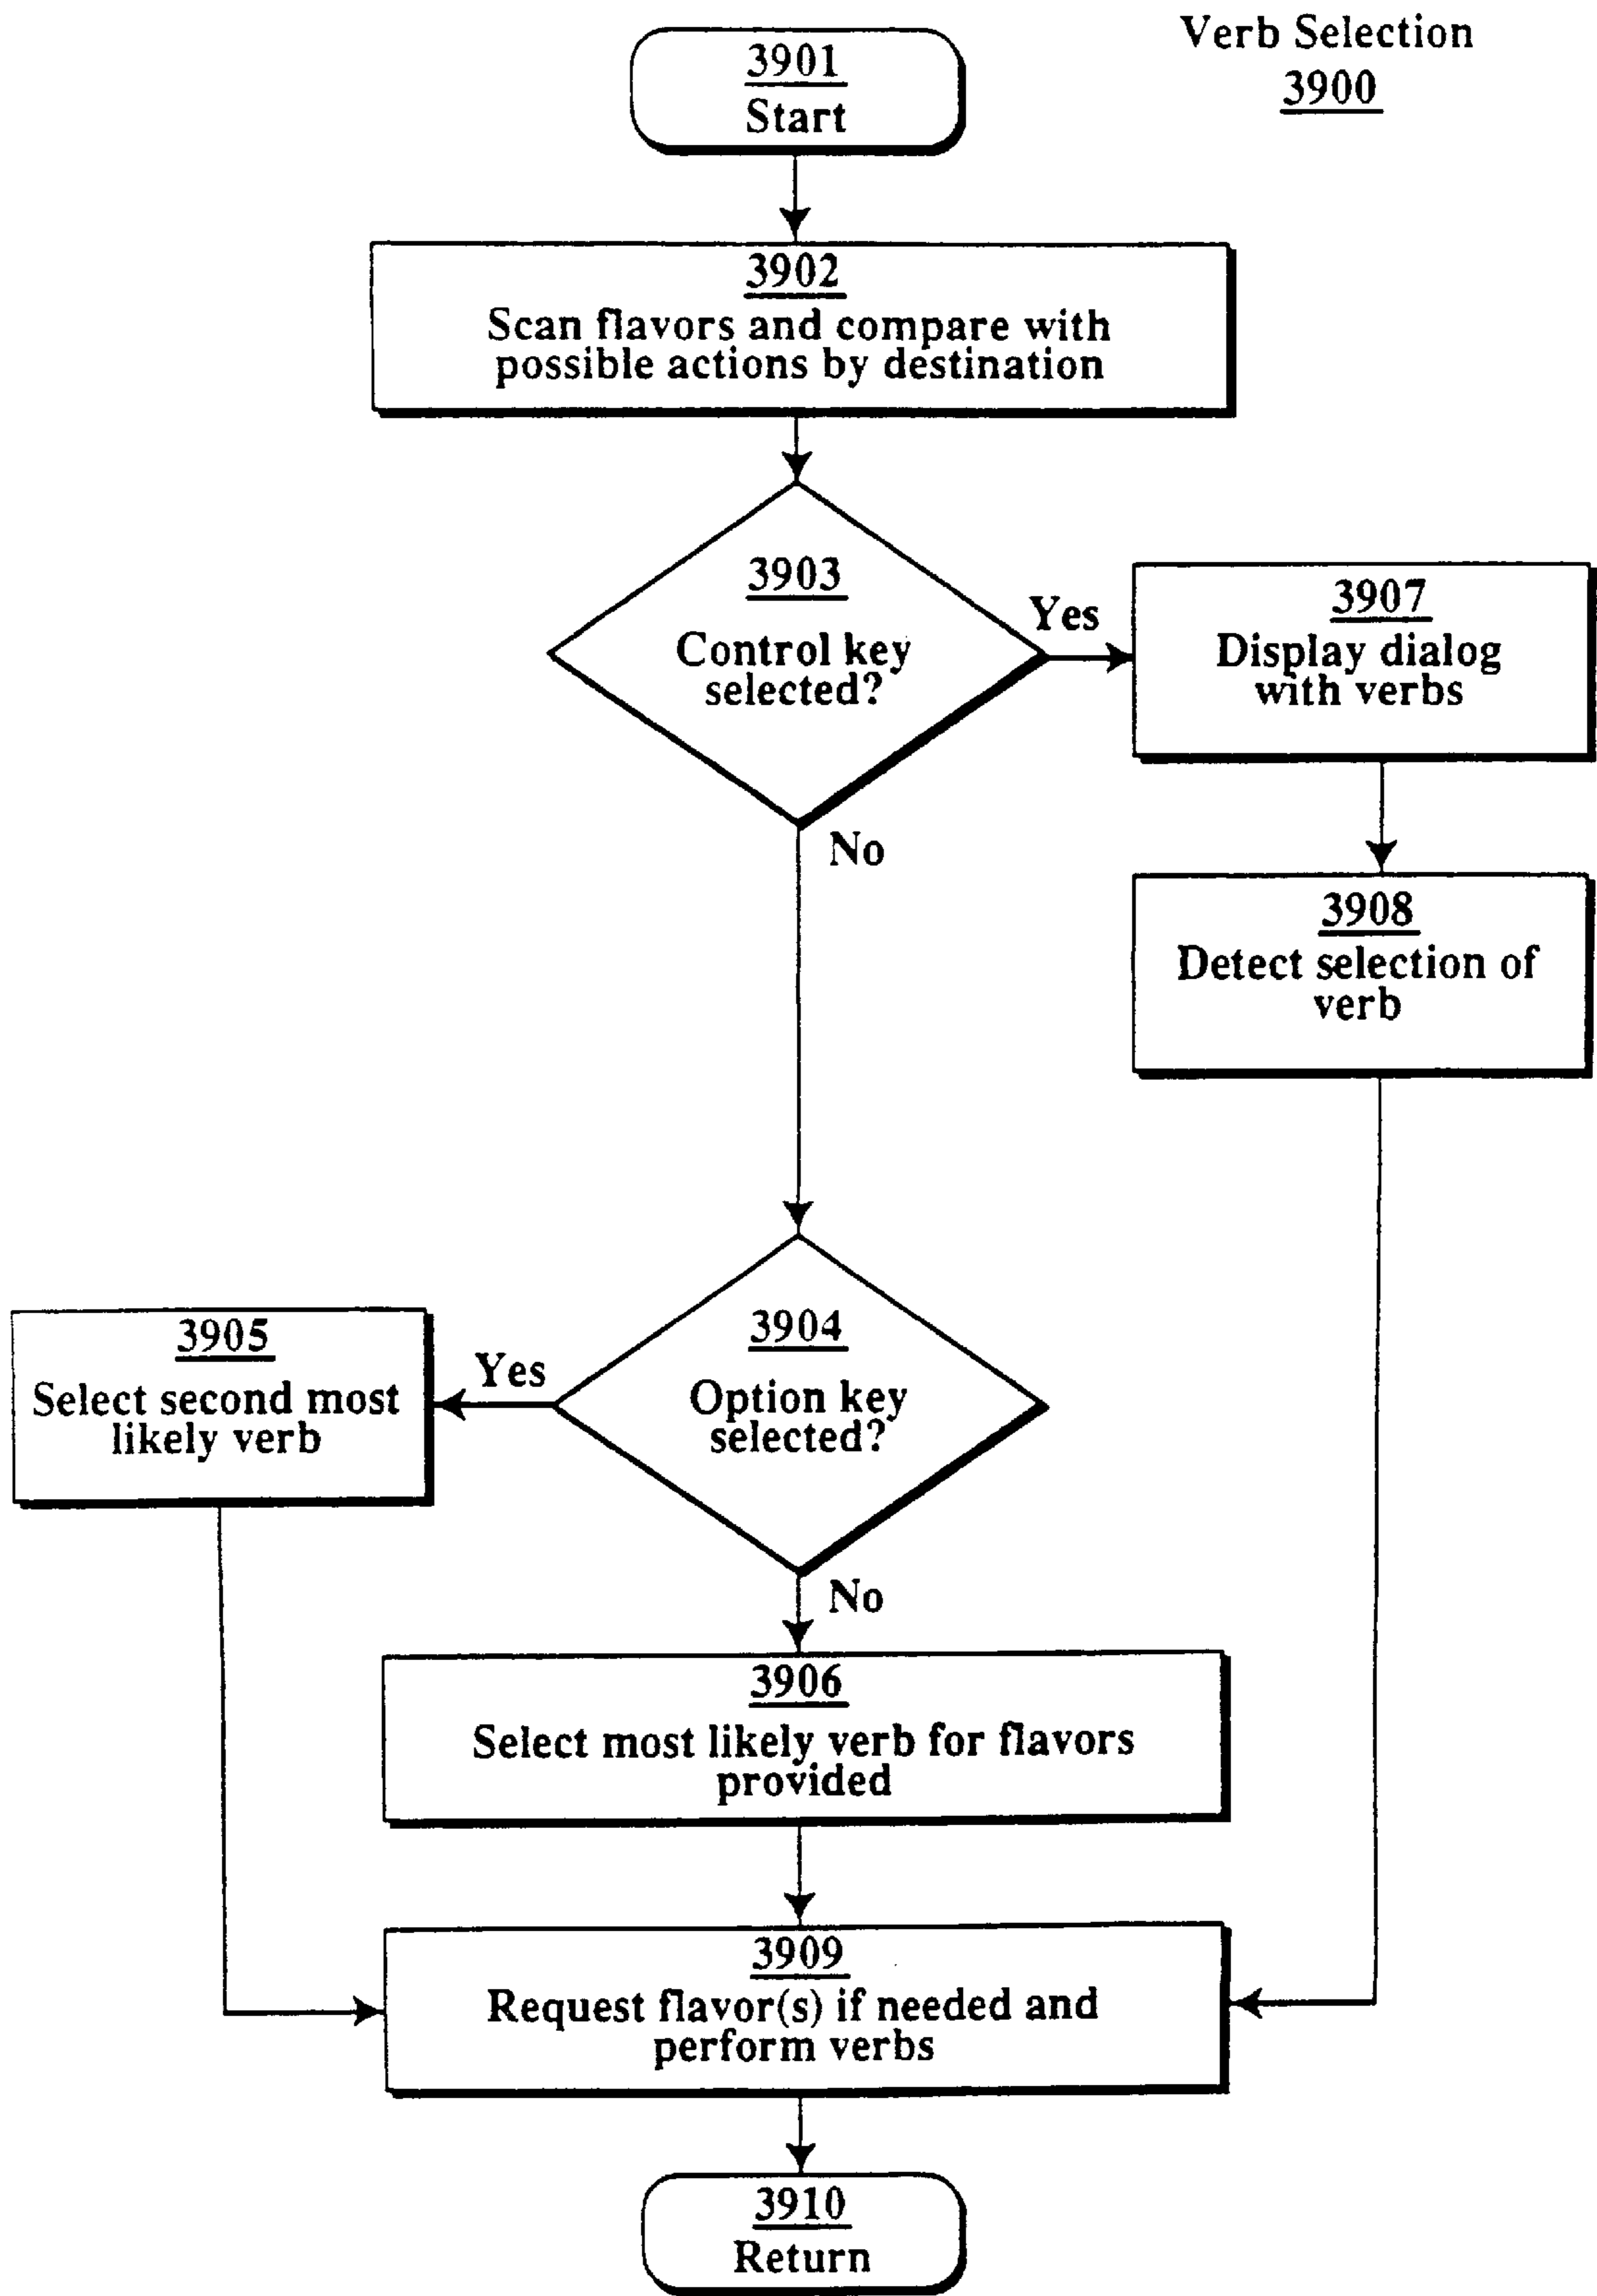 Verb Selection
3900
3901
Start
3902
Scan flavors and compare with
possible actions by destination
3903
Control key
selected?
Yes
No
3907
Display dialog
with verbs
3908
Detect selection of
verb
3904
Option key
selected?
Yes
No
3905
Select second most
likely verb
3906
Select most likely verb for flavors
provided
3909
Request flavor(s) if needed and
perform verbs
3910
Return